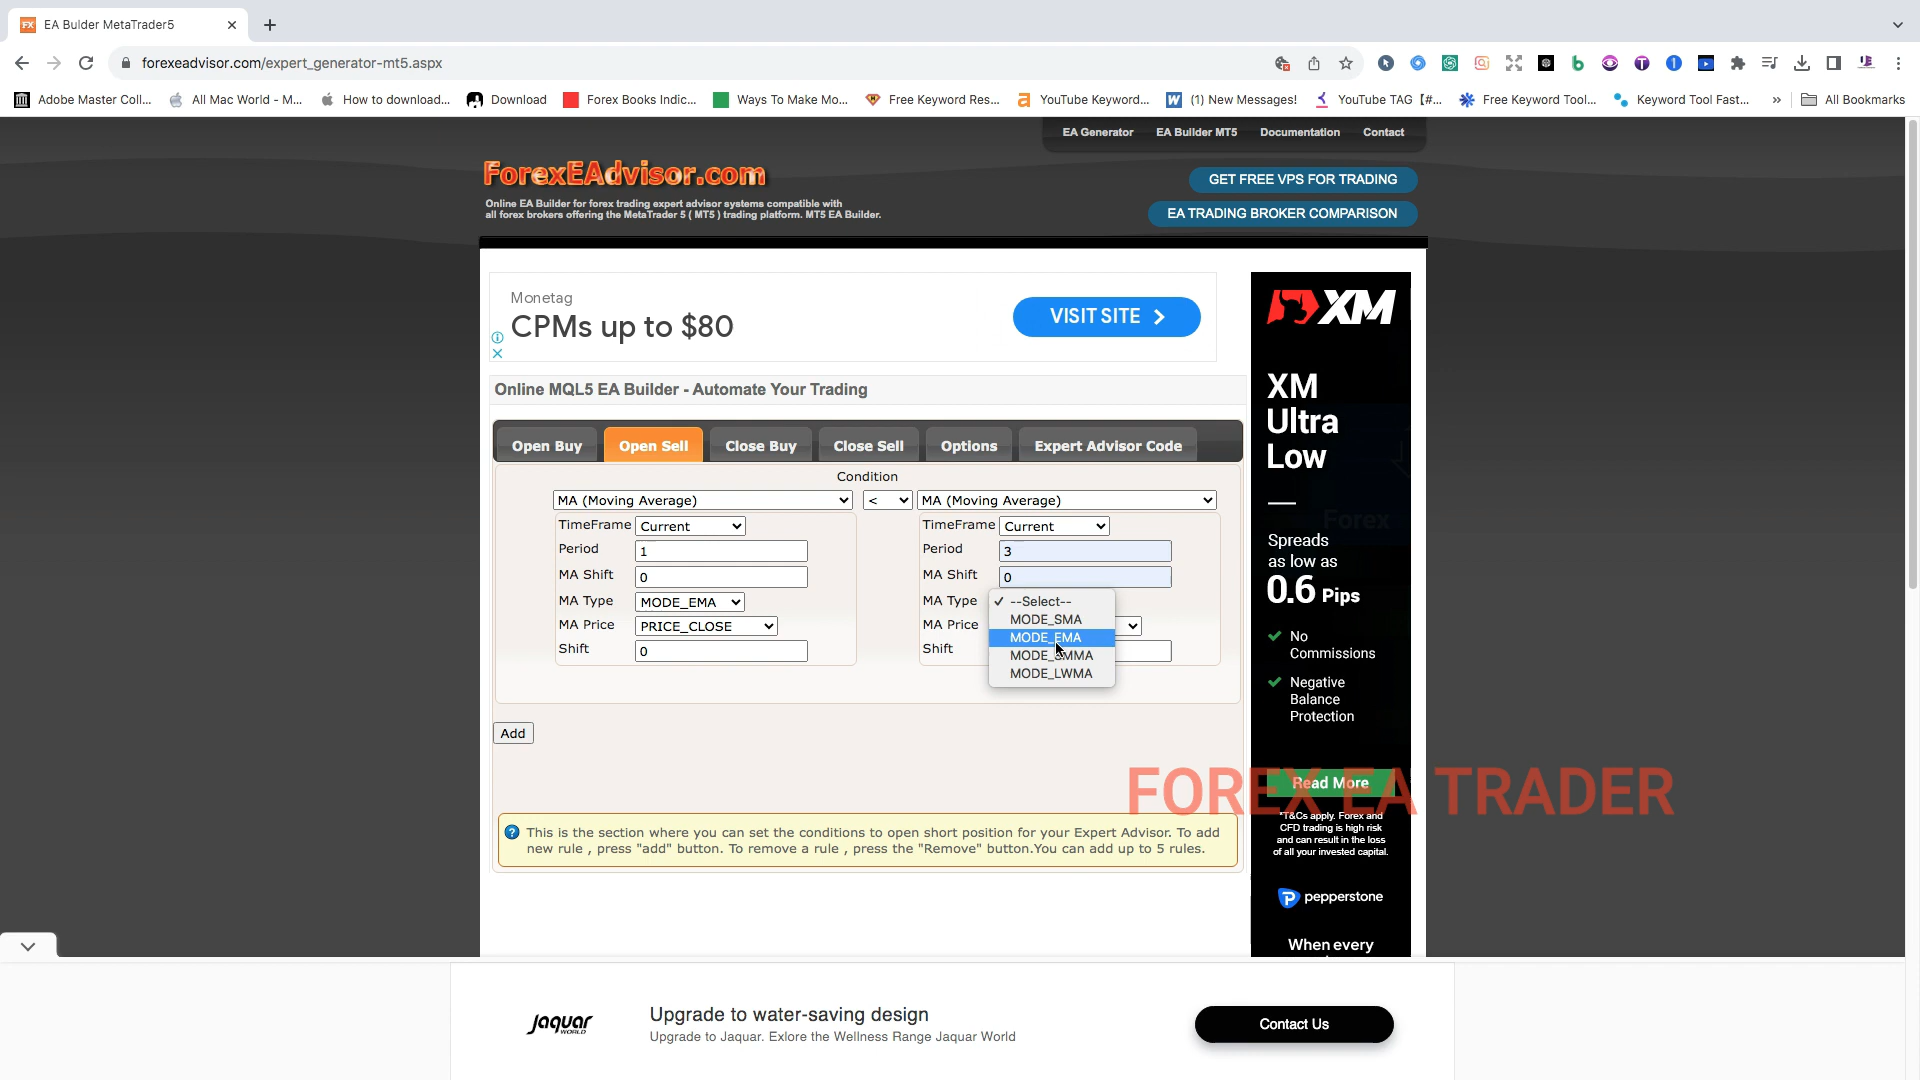 FX EA Bulder MetaTrader5
forexeadvisor.com/expert_generator-mt5.aspx
Adobe Master Coll...
All Mac World - M...
How to download...
Download
Forex Books Indic...
Ways To Make Mo...
Free Keyword Res...
YouTube Keyword...
(1) New Messages!
YouTube TAG [#...
Free Keyword Tool...
Keyword Tool Fast...
All Bookmarks
EA Generator
EA Builder MT5
Documentation
Contact
ForexEAdvisor.com
Online EA Builder for forex trading expert advisor systems compatible with
all forex brokers offering the MetaTrader 5 ( MT5 ) trading platform. MT5 EA Builder.
GET FREE VPS FOR TRADING
EA TRADING BROKER COMPARISON
Monetag
CPMs up to $80
VISIT SITE
Online MQL5 EA Builder - Automate Your Trading
Open Buy
Open Sell
Close Buy
Close Sell
Options
Expert Advisor Code
Condition
MA (Moving Average) < MA (Moving Average)
TimeFrame Current
Period 1
MA Shift 0
MA Type MODE_EMA
MA Price PRICE_CLOSE
Shift 0
TimeFrame Current
Period 3
MA Shift 0
MA Type
MA Price
Shift
--Select--
MODE_SMA
MODE_EMA
MODE_SMMA
MODE_LWMA
Add
This is the section where you can set the conditions to open short position for your Expert Advisor. To add
new rule , press "add" button. To remove a rule , press the "Remove" button.You can add up to 5 rules.
XM
XM
Ultra
Low
Forex
Spreads
as low as
0.6 Pips
No
Commissions
Negative
Balance
Protection
Read More
*T&Cs apply. Forex and
CFD trading is high risk
and can result in the loss
of all your invested capital.
pepperstone
When every
FOREX EA TRADER
Jaquar
WORLD
Upgrade to water-saving design
Upgrade to Jaquar. Exlore the Wellness Range Jaquar World
Contact Us